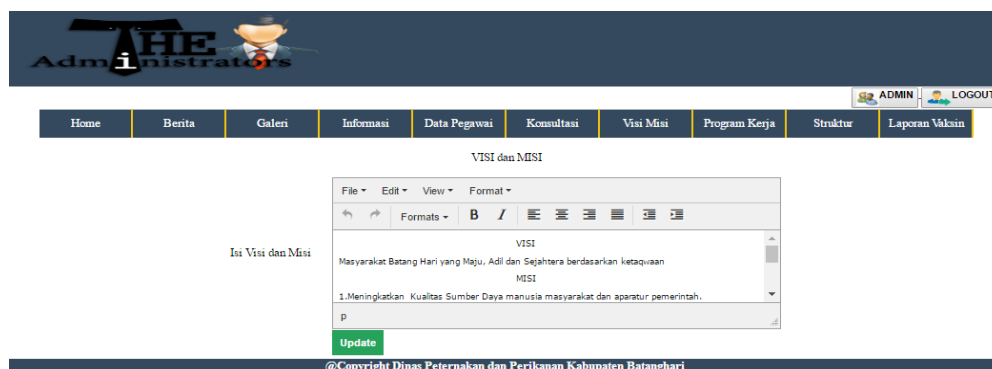 THE
Administrators
ADMIN LOGOUT
Home Berita Galeri Informasi Data Pegawai Konsultasi Visi Misi Program Kerja Struktur Laporan Vaksin
VISI dan MISI
File Edit View Format
Formats B I
Isi Visi dan Misi
VISI
Masyarakat Batang Hari yang Maju, Adil dan Sejahtera berdasarkan ketaqwaan
MISI
1.Meningkatkan Kualitas Sumber Daya manusia masyarakat dan aparatur pemerintah.
p
Update
@Copyright Dinas Peternakan dan Perikanan Kabupaten Batanghari